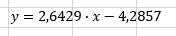 y = 2,6429 · x − 4,2857